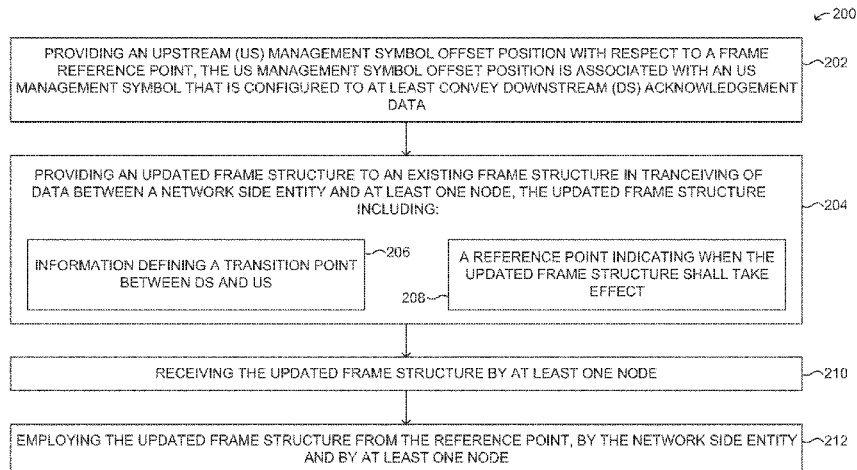 200
PROVIDING AN UPSTREAM (US) MANAGEMENT SYMBOL OFFSET POSITION WITH RESPECT TO A FRAME
REFERENCE POINT, THE US MANAGEMENT SYMBOL OFFSET POSITION IS ASSOCIATED WITH AN US
MANAGEMENT SYMBOL THAT IS CONFIGURED TO AT LEAST CONVEY DOWNSTREAM (DS) ACKNOWLEDGEMENT
DATA
202
PROVIDING AN UPDATED FRAME STRUCTURE TO AN EXISTING FRAME STRUCTURE IN TRANCEIVING OF
DATA BETWEEN A NETWORK SIDE ENTITY AND AT LEAST ONE NODE, THE UPDATED FRAME STRUCTURE
INCLUDING:
204
INFORMATION DEFINING A TRANSITION POINT
BETWEEN DS AND US
206
A REFERENCE POINT INDICATING WHEN THE
UPDATED FRAME STRUCTURE SHALL TAKE
EFFECT
208
RECEIVING THE UPDATED FRAME STRUCTURE BY AT LEAST ONE NODE
210
EMPLOYING THE UPDATED FRAME STRUCTURE FROM THE REFERENCE POINT, BY THE NETWORK SIDE ENTITY
AND BY AT LEAST ONE NODE
212